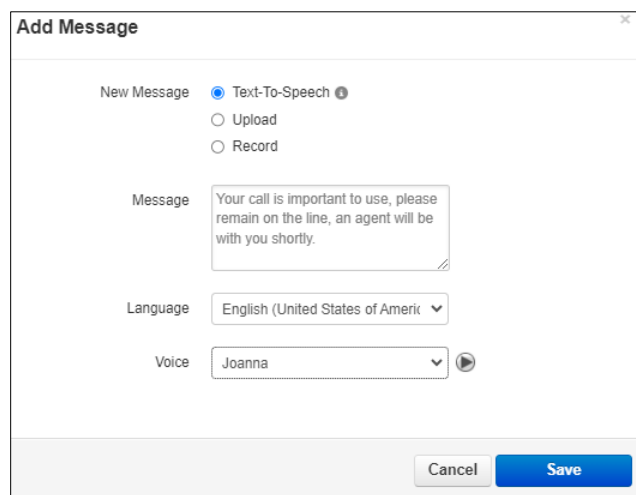 Add Message
×
New Message
Text-To-Speech
Upload
Record
Message
Your call is important to use, please
remain on the line, an agent will be
with you shortly.
Language
English (United States of Americ
Voice
Joanna
Cancel
Save